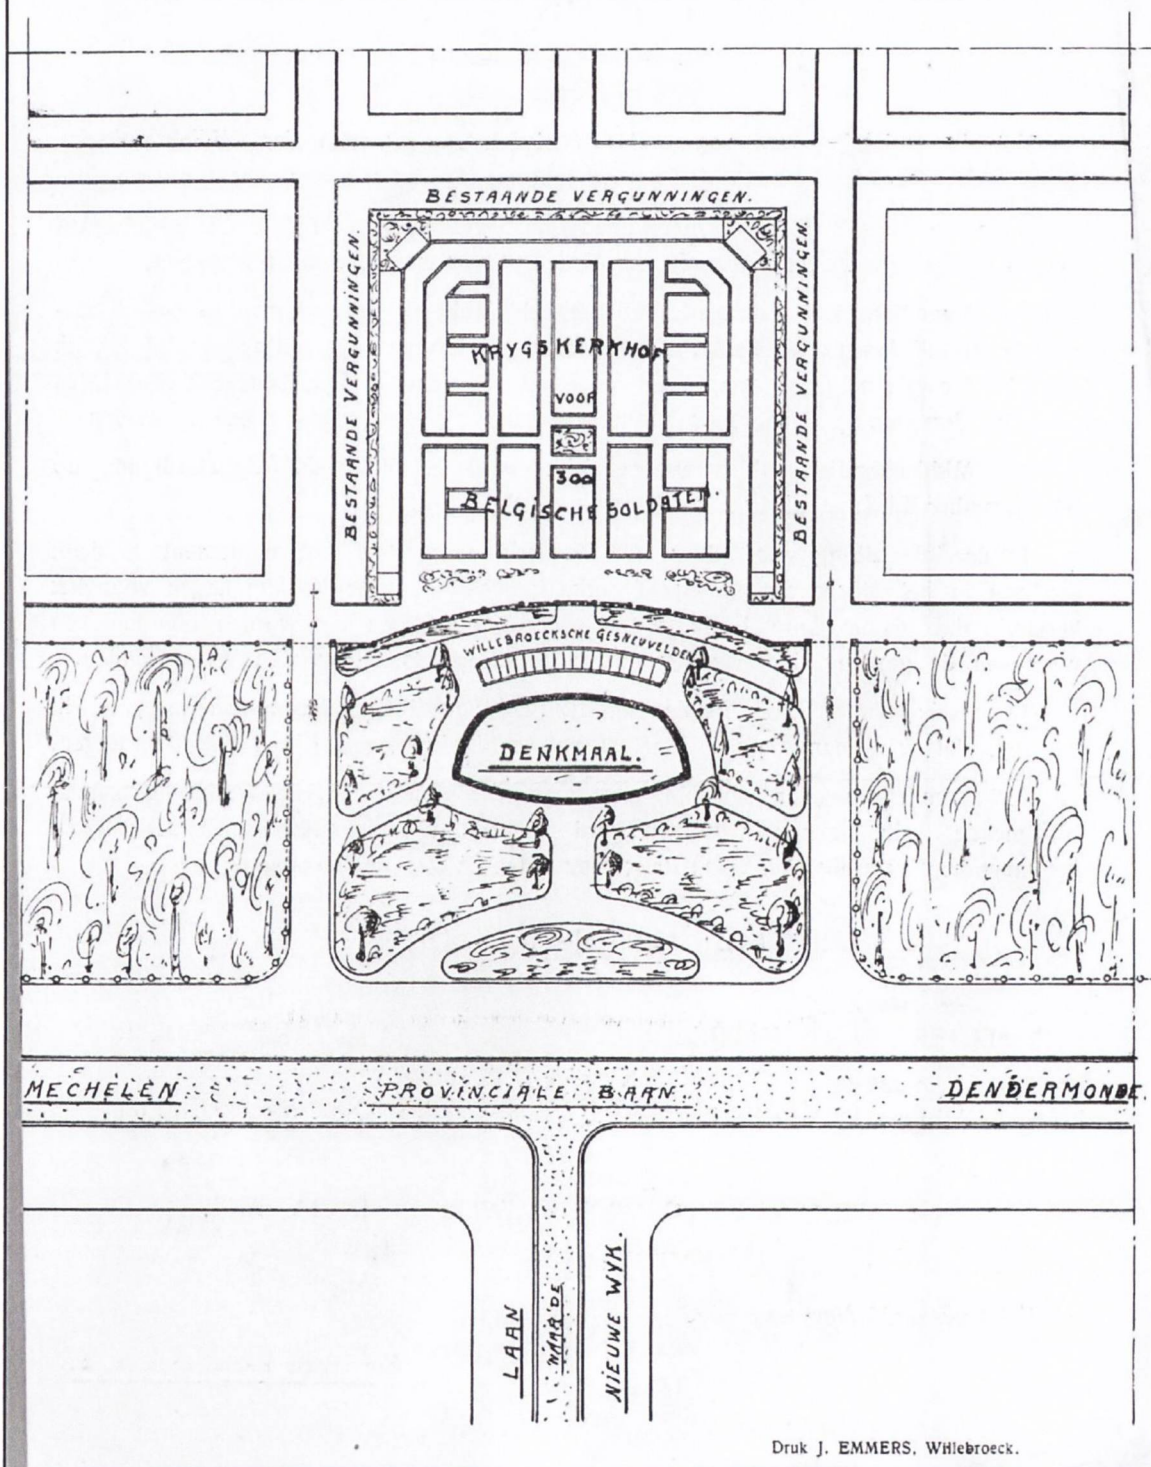 BESTAANDE VERGUNNINGEN.
BESTAANDE VERGUNNINGEN.
BESTAANDE VERGUNNINGEN.
KRYGSKERKHOF.
VOOR
300
BELGISCHE SOLDATEN.
WILLEBROECKSCHE GESNEUVELDEN
DENKMAAL.
MECHELEN
PROVINCIALE BAAN
DENDERMONDE.
LAAN
NAAR DE
NIEUWE WYK.
Druk J. EMMERS, Willebroeck.